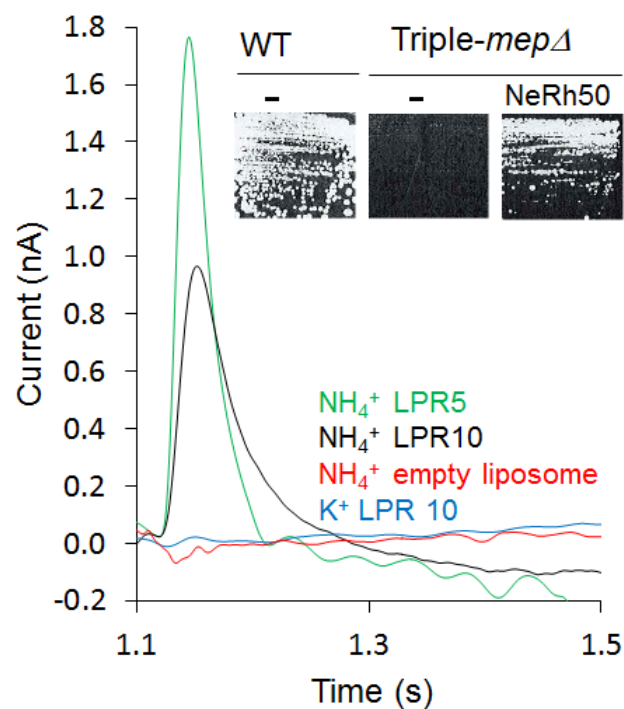 WT
Triple-mepΔ
-
-
NeRh50
1.8
1.6
1.4
1.2
1.0
0.8
0.6
0.4
0.2
0.0
-0.2
Current (nA)
NH₄⁺ LPR5
NH₄⁺ LPR10
NH₄⁺ empty liposome
K⁺ LPR 10
1.1 1.3 1.5
Time (s)